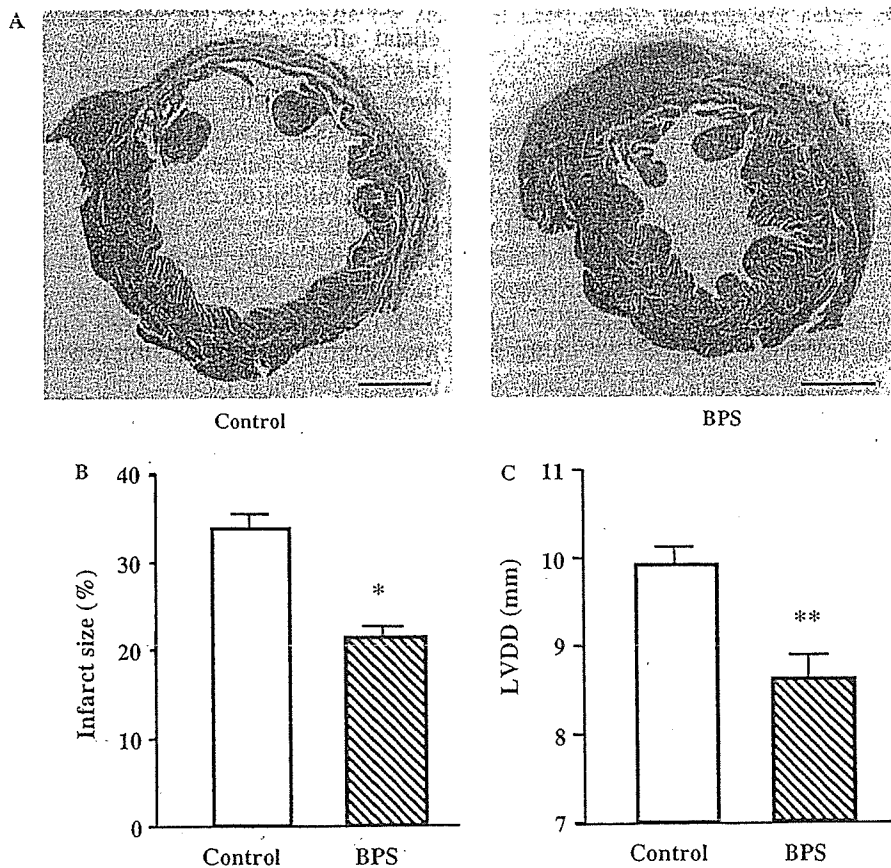 A
Control
BPS
B
Infarct size (%)
40
30
20
10
0
*
Control
BPS
C
LVDD (mm)
11
10
9
8
7
**
Control
BPS